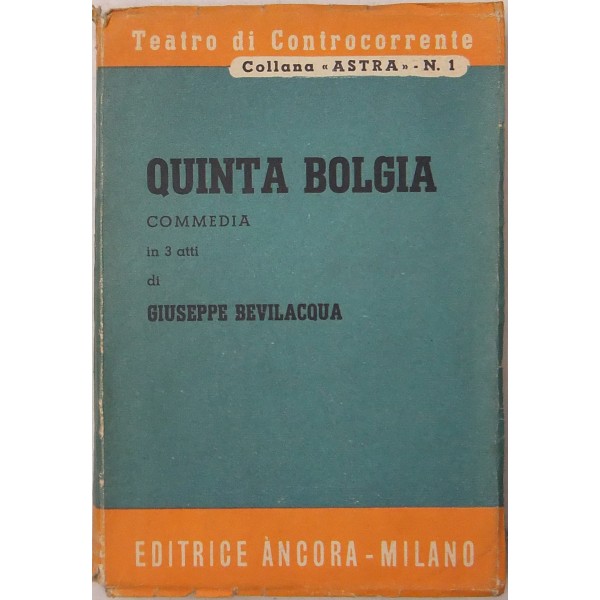 Teatro di Controcorrente
Collana «ASTRA» - N. 1
QUINTA BOLGIA
COMMEDIA
in 3 atti
di
GIUSEPPE BEVILACQUA
EDITRICE ÀNCORA - MILANO